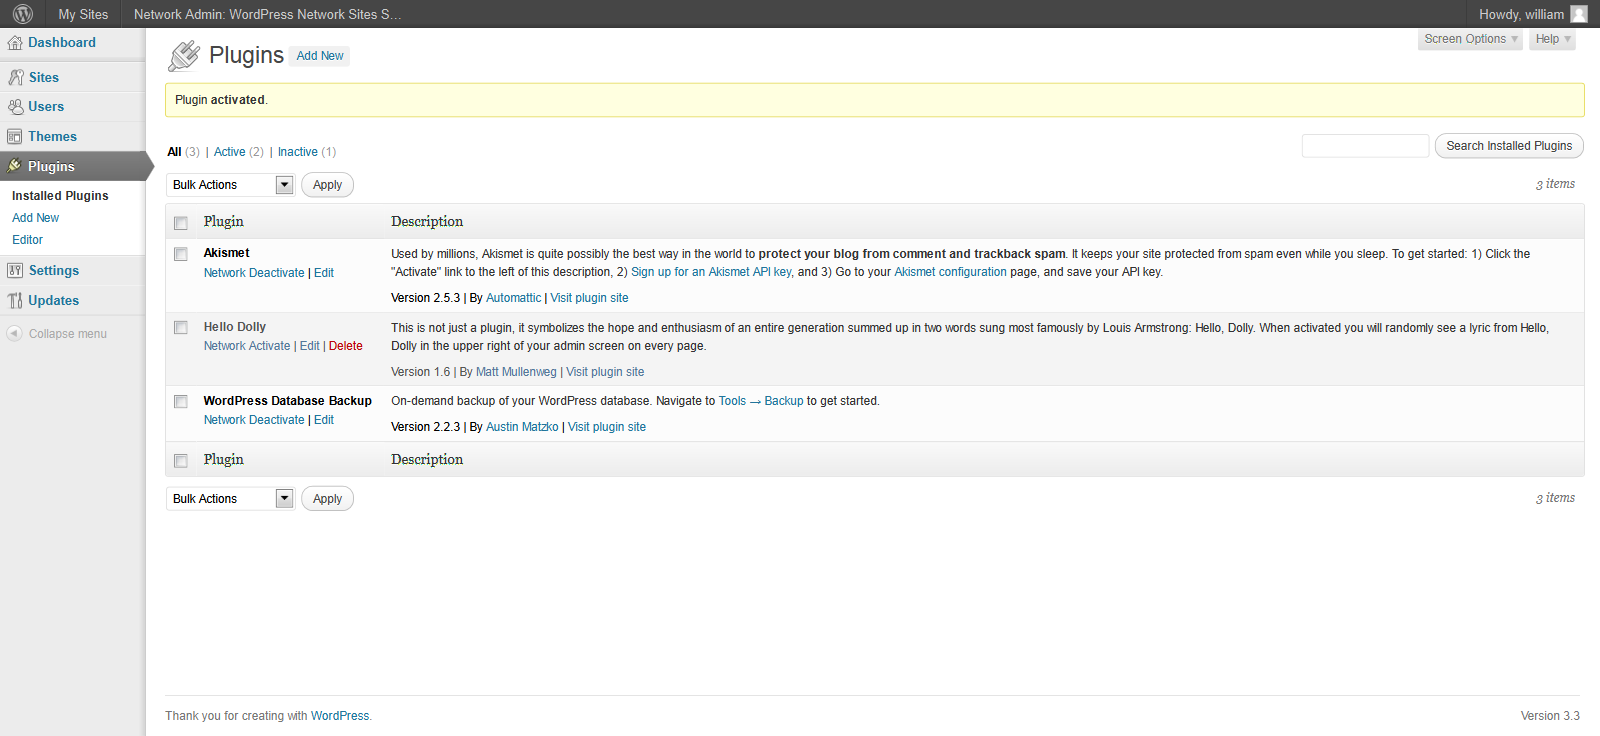 My Sites Network Admin: WordPress Network Sites S... Howdy, william
Dashboard
Sites
Users
Themes
Plugins
Installed Plugins
Add New
Editor
Settings
Updates
Collapse menu
Screen Options Help
Plugins Add New
Plugin activated.
All (3) | Active (2) | Inactive (1)
Search Installed Plugins
Bulk Actions Apply 3 items
Plugin Description
Akismet
Network Deactivate | Edit
Used by millions, Akismet is quite possibly the best way in the world to protect your blog from comment and trackback spam. It keeps your site protected from spam even while you sleep. To get started: 1) Click the
"Activate" link to the left of this description, 2) Sign up for an Akismet API key, and 3) Go to your Akismet configuration page, and save your API key.
Version 2.5.3 | By Automattic | Visit plugin site
Hello Dolly
Network Activate | Edit | Delete
This is not just a plugin, it symbolizes the hope and enthusiasm of an entire generation summed up in two words sung most famously by Louis Armstrong: Hello, Dolly. When activated you will randomly see a lyric from Hello,
Dolly in the upper right of your admin screen on every page.
Version 1.6 | By Matt Mullenweg | Visit plugin site
WordPress Database Backup
Network Deactivate | Edit
On-demand backup of your WordPress database. Navigate to Tools → Backup to get started.
Version 2.2.3 | By Austin Matzko | Visit plugin site
Plugin Description
Bulk Actions Apply 3 items
Thank you for creating with WordPress. Version 3.3